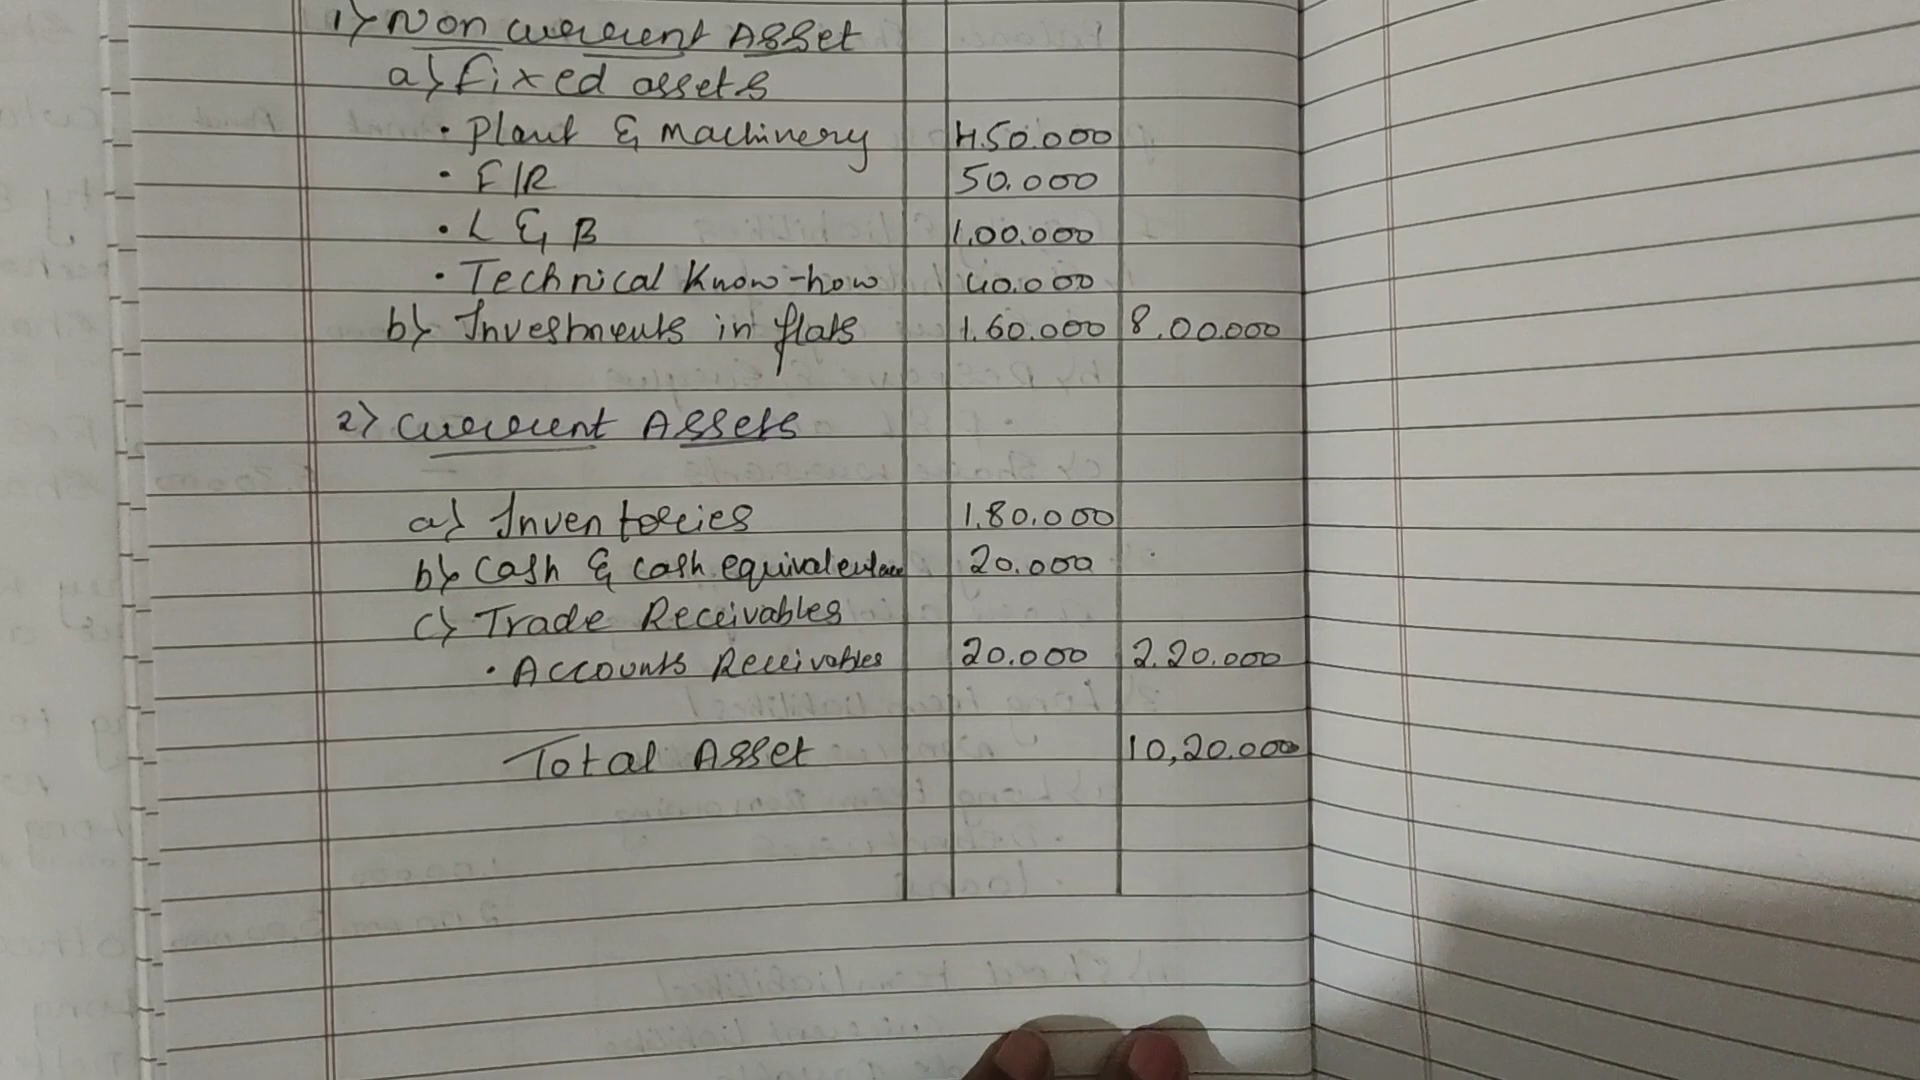 1) Non current Asset
a) Fixed assets
• Plant & Machinery 4.50.000
• F/R 50.000
• L & B 1,00.000
• Technical Know-how 40.000
b) Investments in flats 1.60.000 8.00.000
2) Current Assets
a) Inventories 1.80.000
b) Cash & cash equivalentace 20.000
c) Trade Receivables
• Accounts Receivables 20.000 2.20.000
Total Asset 10,20.000